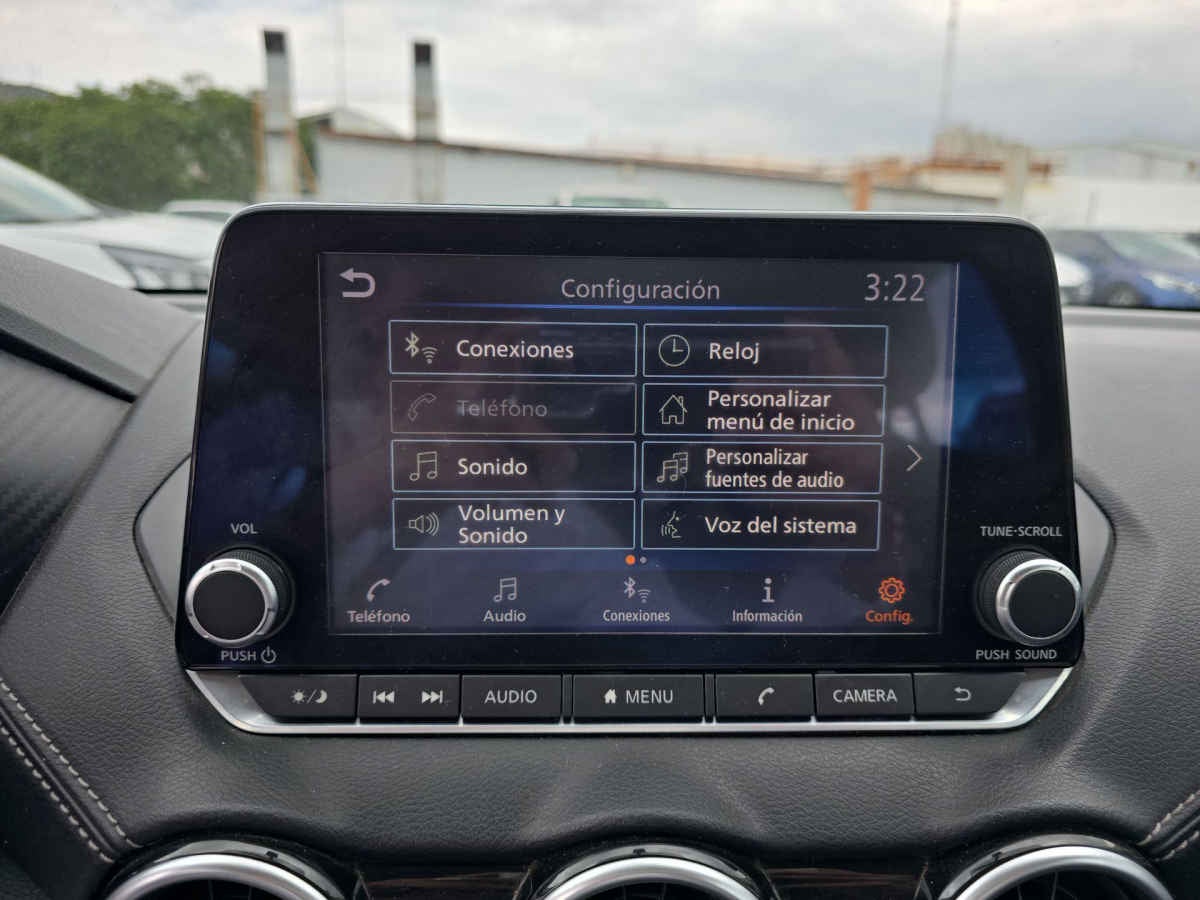 Configuración
3:22
Conexiones
Reloj
Teléfono
Personalizar
menú de inicio
Sonido
Personalizar
fuentes de audio
Volumen y
Sonido
Voz del sistema
VOL
TUNE·SCROLL
Teléfono
Audio
Conexiones
Información
Config.
PUSH
PUSH SOUND
AUDIO
MENU
CAMERA